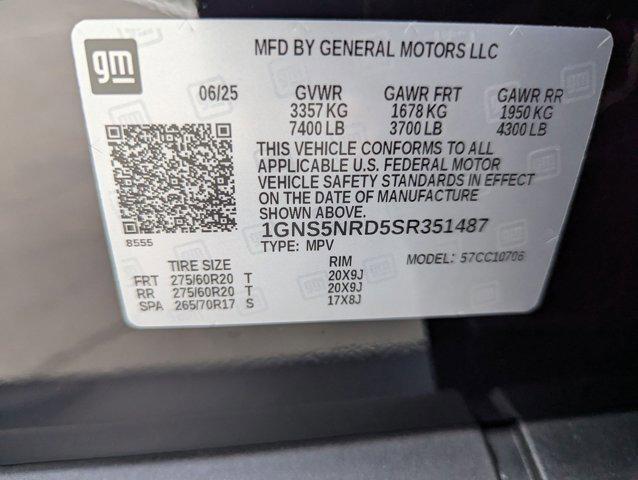 gm
MFD BY GENERAL MOTORS LLC
06/25 GVWR GAWR FRT GAWR RR
3357 KG 1678 KG 1950 KG
7400 LB 3700 LB 4300 LB
THIS VEHICLE CONFORMS TO ALL
APPLICABLE U.S. FEDERAL MOTOR
VEHICLE SAFETY STANDARDS IN EFFECT
ON THE DATE OF MANUFACTURE
SHOWN ABOVE.
1GNS5NRD5SR351487
8555
TYPE: MPV MODEL: 57CC10706
TIRE SIZE RIM
FRT 275/60R20 T 20X9J
RR 275/60R20 T 20X9J
SPA 265/70R17 S 17X8J